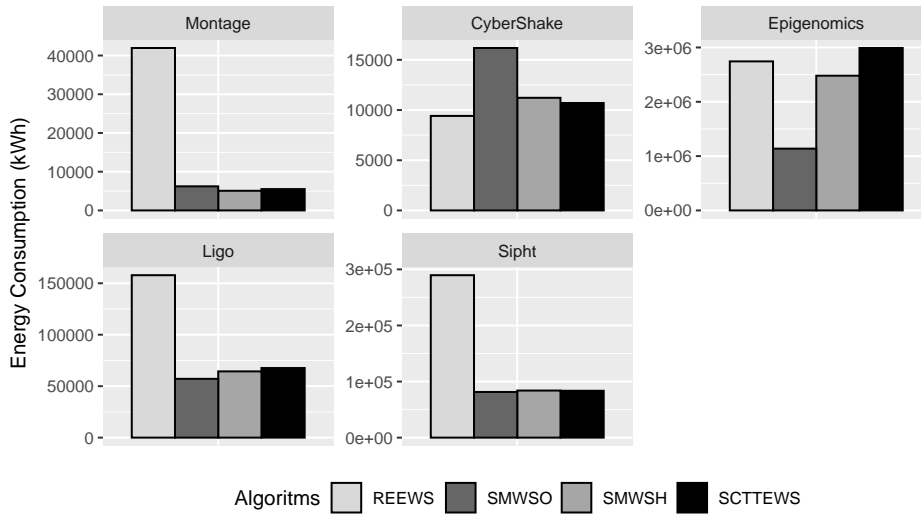 Montage
CyberShake
Epigenomics
40000
30000
20000
10000
0
15000
10000
5000
0
3e+06
2e+06
1e+06
0e+00
Energy Consumption (kWh)
Ligo
Sipht
150000
100000
50000
0
3e+05
2e+05
1e+05
0e+00
Algoritms REEWS SMWSO SMWSH SCTTEWS